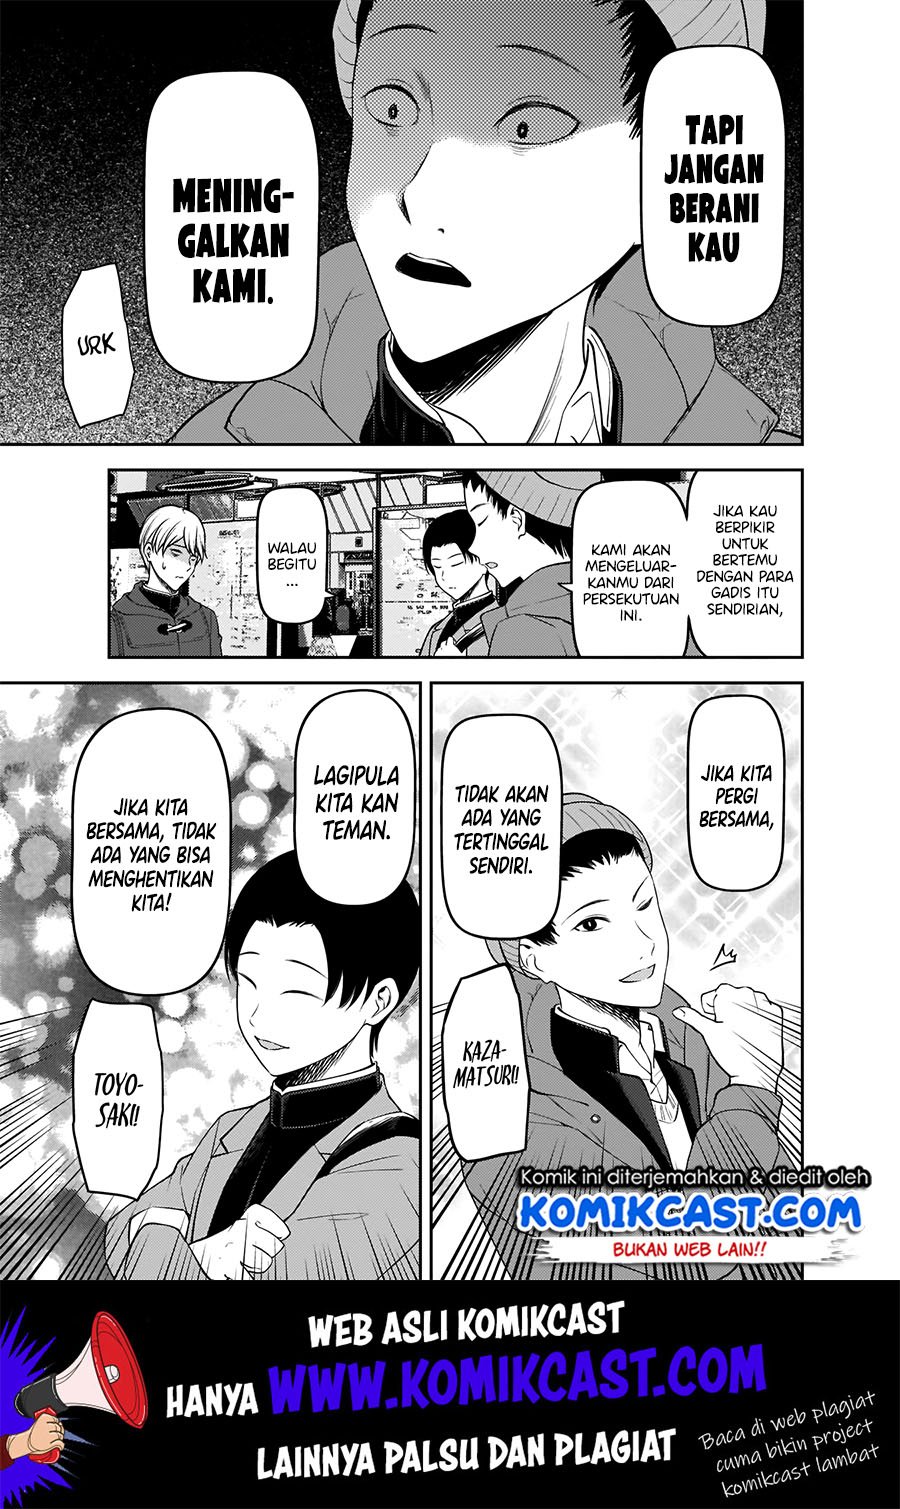 TAPI
JANGAN
BERANI
KAU
MENING-
GALKAN
KAMI.
URK
JIKA KAU
BERPIKIR
UNTUK
BERTEMU
DENGAN PARA
GADIS ITU
SENDIRIAN,
KAMI AKAN
MENGELUAR-
KANMU DARI
PERSEKUTUAN
INI.
WALAU
BEGITU
...
JIKA KITA
PERGI
BERSAMA,
TIDAK AKAN
ADA YANG
TERTINGGAL
SENDIRI.
KAZA-
MATSURI!
LAGIPULA
KITA KAN
TEMAN.
JIKA KITA
BERSAMA, TIDAK
ADA YANG BISA
MENGHENTIKAN
KITA!
TOYO-
SAKI!
Komik ini diterjemahkan & diedit oleh
KOMIKCAST.COM
BUKAN WEB LAIN!!
WEB ASLI KOMIKCAST
HANYA WWW.KOMIKCAST.COM
LAINNYA PALSU DAN PLAGIAT
Baca di web plagiat
cuma bikin project
komikcast lambat